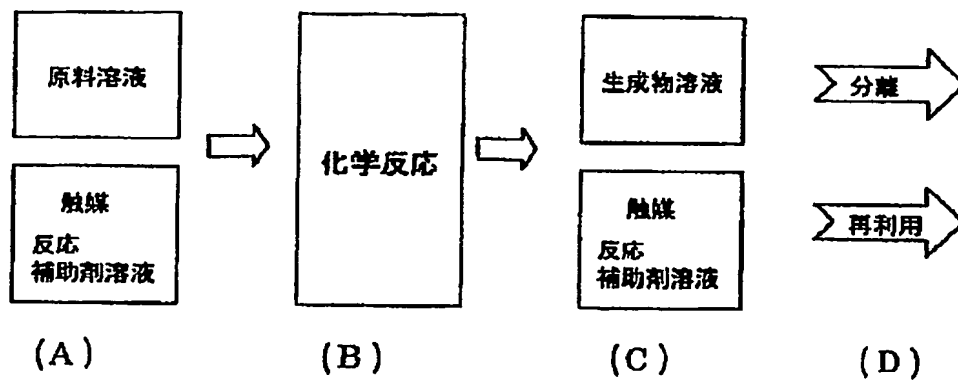 原料溶液
触媒
反応
補助剤溶液
化学反応
生成物溶液
触媒
反応
補助剤溶液
分離
再利用
(A)
(B)
(C)
(D)